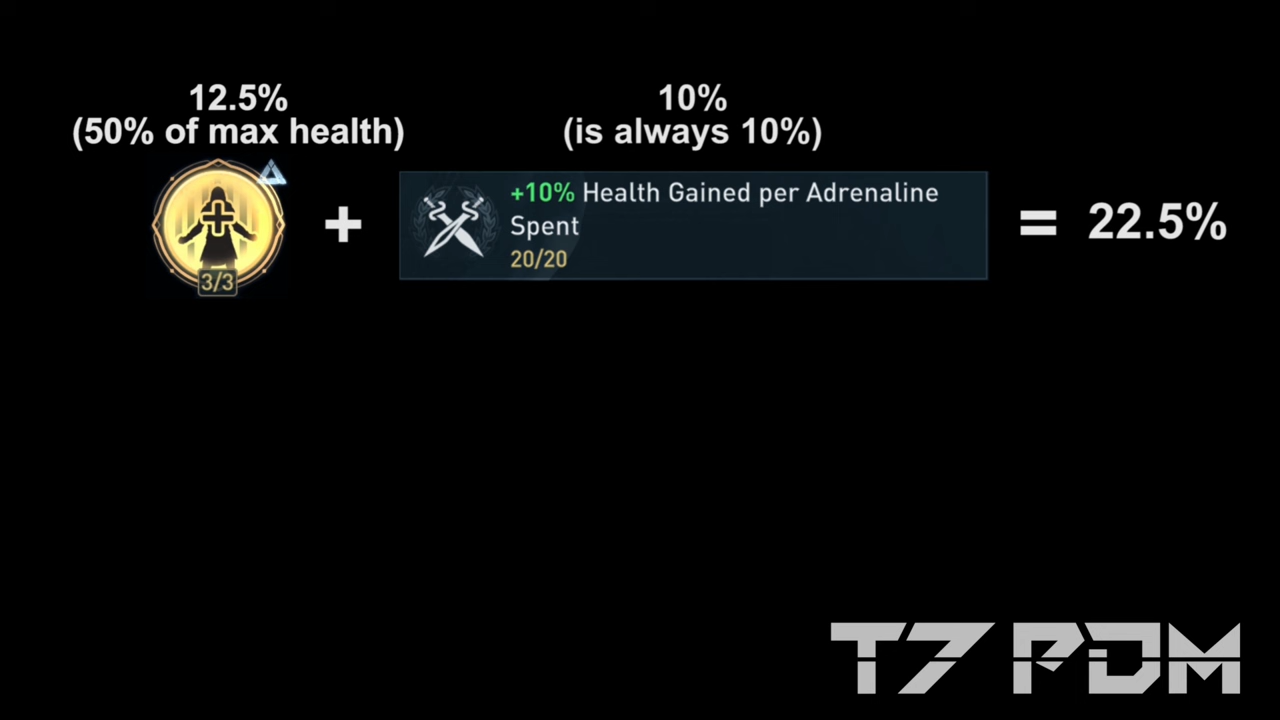 12.5%
(50% of max health)
10%
(is always 10%)
3/3
+
+10% Health Gained per Adrenaline
Spent
20/20
= 22.5%
T7 PDM